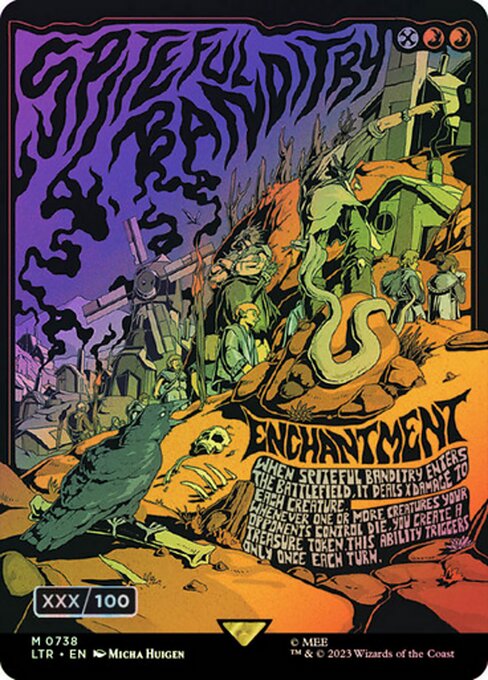 SPITEFUL
BANDITRY
X
ENCHANTMENT
WHEN SPITEFUL BANDITRY ENTERS
THE BATTLEFIELD, IT DEALS X DAMAGE TO
EACH CREATURE.
WHENEVER ONE OR MORE CREATURES YOUR
OPPONENTS CONTROL DIE, YOU CREATE A
TREASURE TOKEN. THIS ABILITY TRIGGERS
ONLY ONCE EACH TURN.
XXX/100
M 0738
LTR • EN Micha Huigen
© MEE
™ & © 2023 Wizards of the Coast